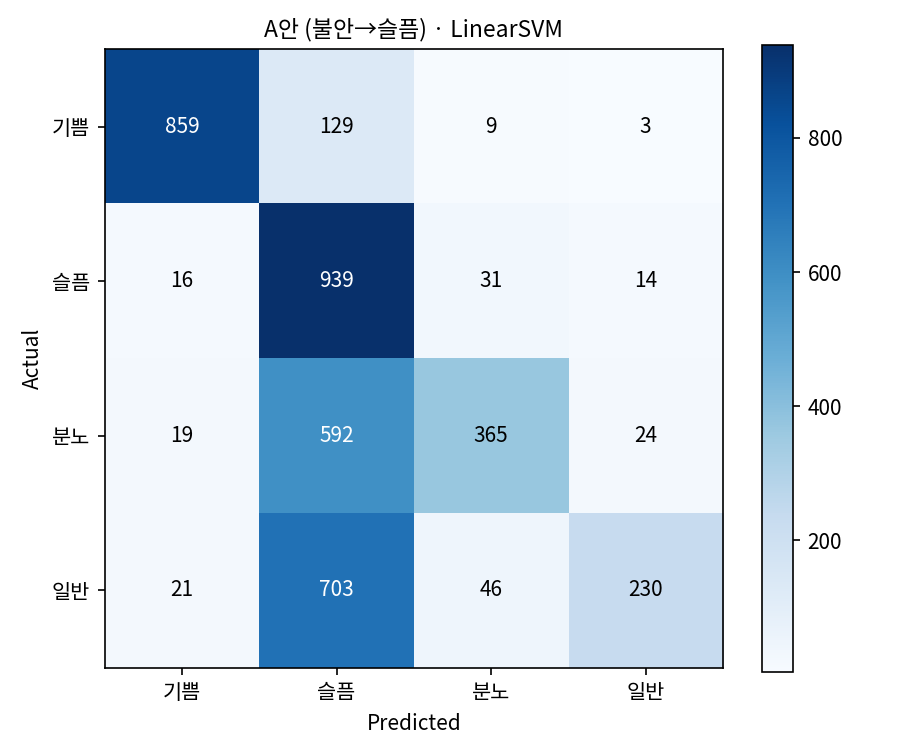 A안 (불안→슬픔) · LinearSVM
기쁨 859 129 9 3
슬픔 16 939 31 14
분노 19 592 365 24
일반 21 703 46 230
기쁨 슬픔 분노 일반
Predicted
Actual
800
600
400
200